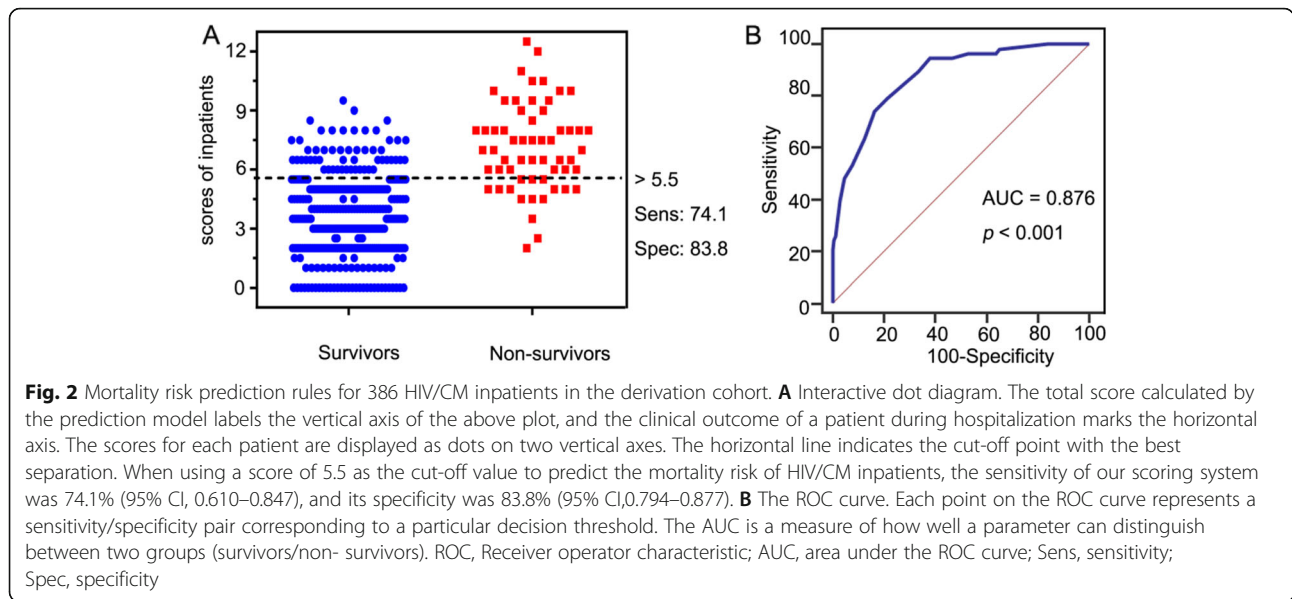 A
12
9
6
3
0
scores of inpatients
> 5.5
Sens: 74.1
Spec: 83.8
Survivors
Non-survivors
B
100
80
60
40
20
0
Sensitivity
AUC = 0.876
p < 0.001
0 20 40 60 80 100
100-Specificity
Fig. 2 Mortality risk prediction rules for 386 HIV/CM inpatients in the derivation cohort. A Interactive dot diagram. The total score calculated by
the prediction model labels the vertical axis of the above plot, and the clinical outcome of a patient during hospitalization marks the horizontal
axis. The scores for each patient are displayed as dots on two vertical axes. The horizontal line indicates the cut-off point with the best
separation. When using a score of 5.5 as the cut-off value to predict the mortality risk of HIV/CM inpatients, the sensitivity of our scoring system
was 74.1% (95% CI, 0.610–0.847), and its specificity was 83.8% (95% CI,0.794–0.877). B The ROC curve. Each point on the ROC curve represents a
sensitivity/specificity pair corresponding to a particular decision threshold. The AUC is a measure of how well a parameter can distinguish
between two groups (survivors/non- survivors). ROC, Receiver operator characteristic; AUC, area under the ROC curve; Sens, sensitivity;
Spec, specificity